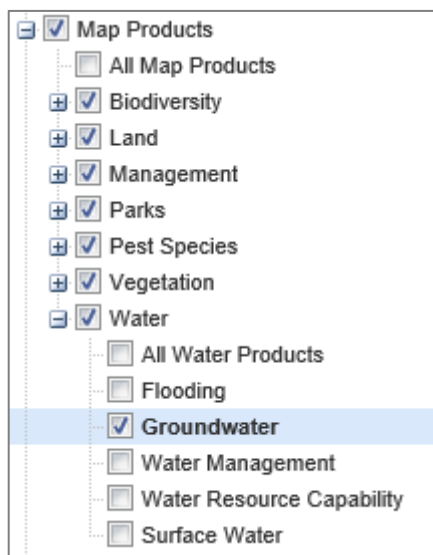 Map Products
All Map Products
Biodiversity
Land
Management
Parks
Pest Species
Vegetation
Water
All Water Products
Flooding
Groundwater
Water Management
Water Resource Capability
Surface Water